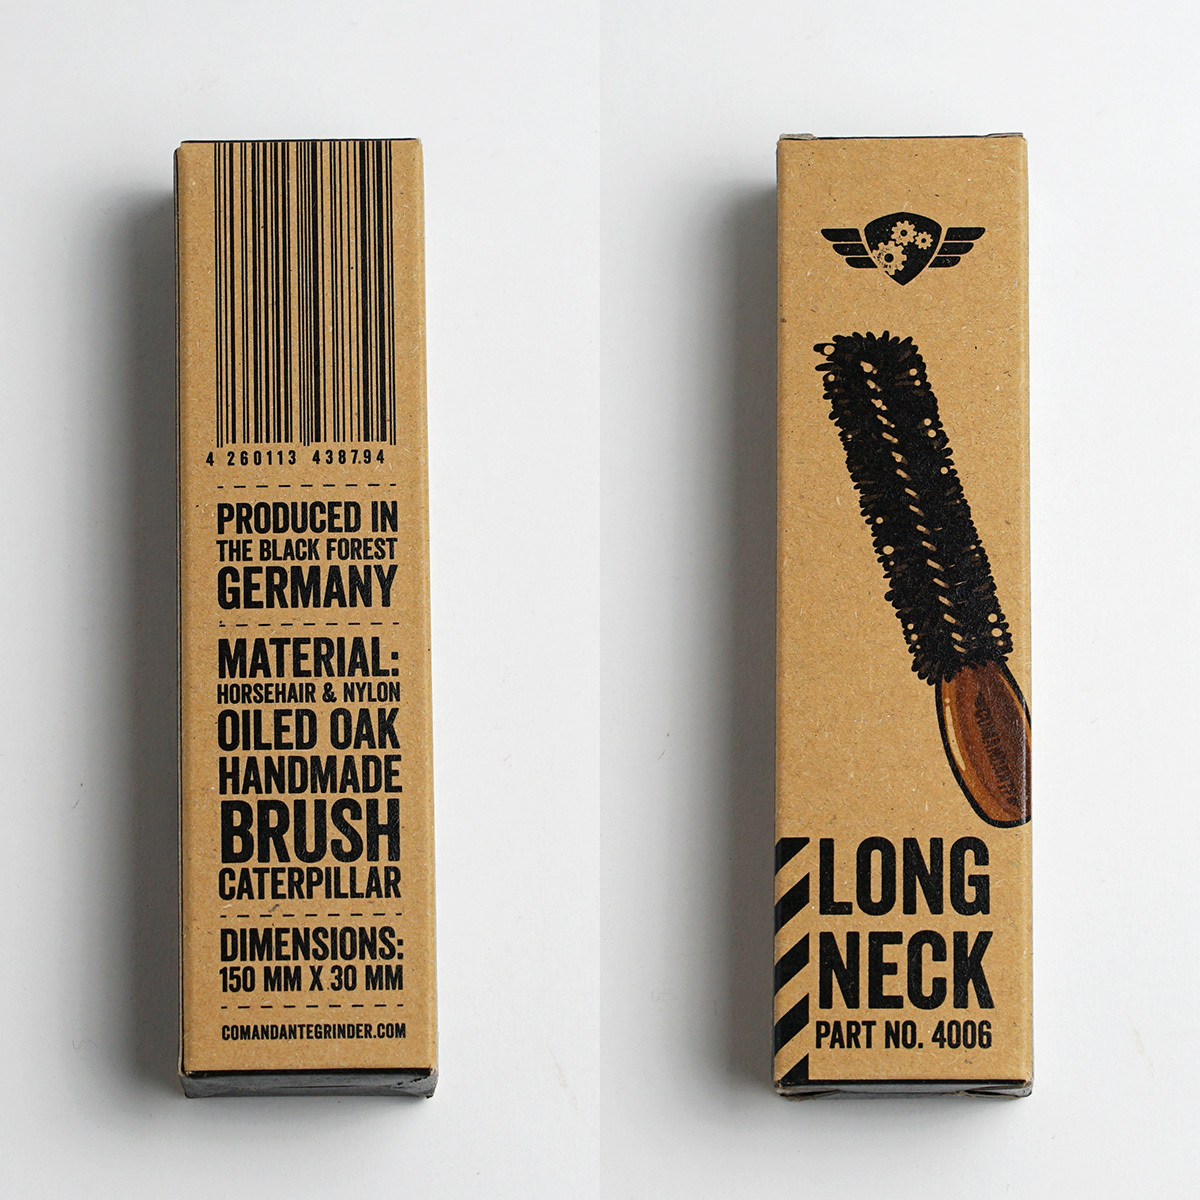 4 260113 438794
PRODUCED IN
THE BLACK FOREST
GERMANY
MATERIAL:
HORSEHAIR & NYLON
OILED OAK
HANDMADE
BRUSH
CATERPILLAR
DIMENSIONS:
150 MM X 30 MM
COMANDANTEGRINDER.COM
LONG
NECK
PART NO. 4006